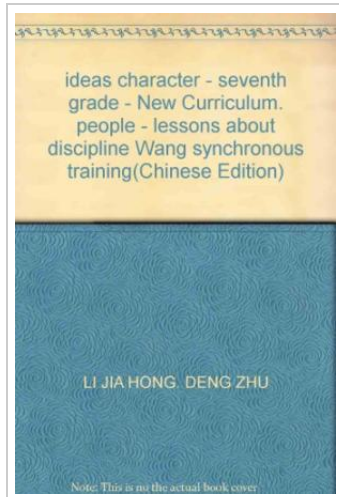 ideas character - seventh
grade - New Curriculum.
people - lessons about
discipline Wang synchronous
training(Chinese Edition)
LI JIA HONG. DENG ZHU
Note: This is no the actual book cover